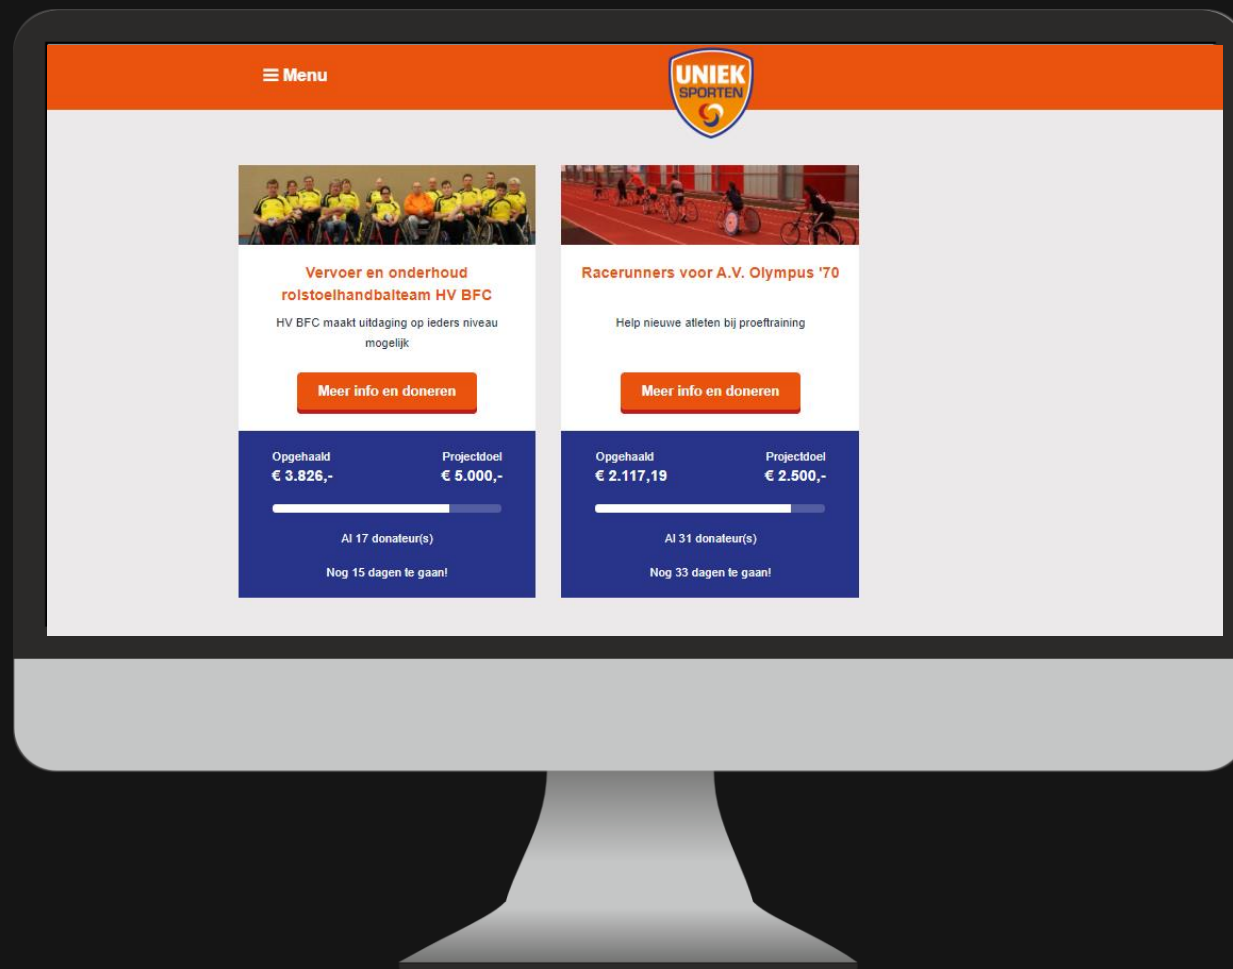 Menu
UNIEK
SPORTEN
Vervoer en onderhoud
rolstoelhandbalteam HV BFC
HV BFC maakt uitdaging op ieders niveau
mogelijk
Meer info en doneren
Opgehaald
Projectdoel
€ 3.826,-
€ 5.000,-
Al 17 donateur(s)
Nog 15 dagen te gaan!
Racerunners voor A.V. Olympus '70
Help nieuwe atleten bij proeftraining
Meer info en doneren
Opgehaald
Projectdoel
€ 2.117,19
€ 2.500,-
Al 31 donateur(s)
Nog 33 dagen te gaan!